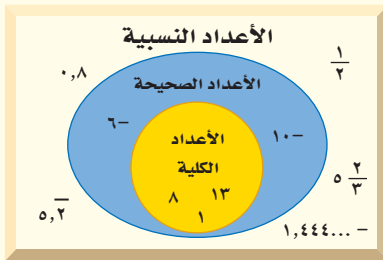 الأعداد النسبية
١/٢
٠,٨
الأعداد الصحيحة
−٦
−١٠
الأعداد
الكلية
١٣
٨
١
٥ ٢/٣
٥,٢̅
−١,٤٤٤...